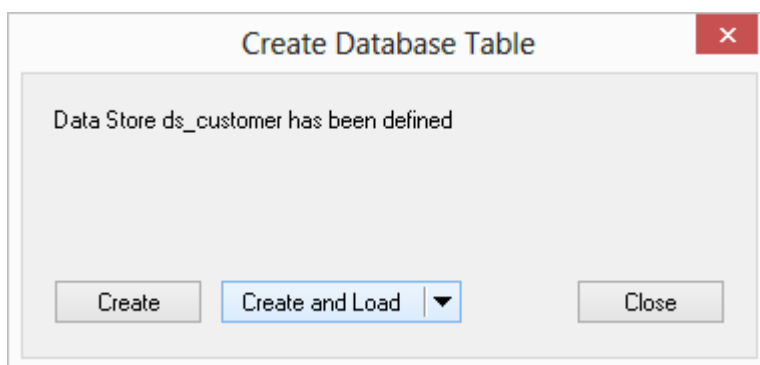 Create Database Table
Data Store ds_customer has been defined
Create
Create and Load
Close